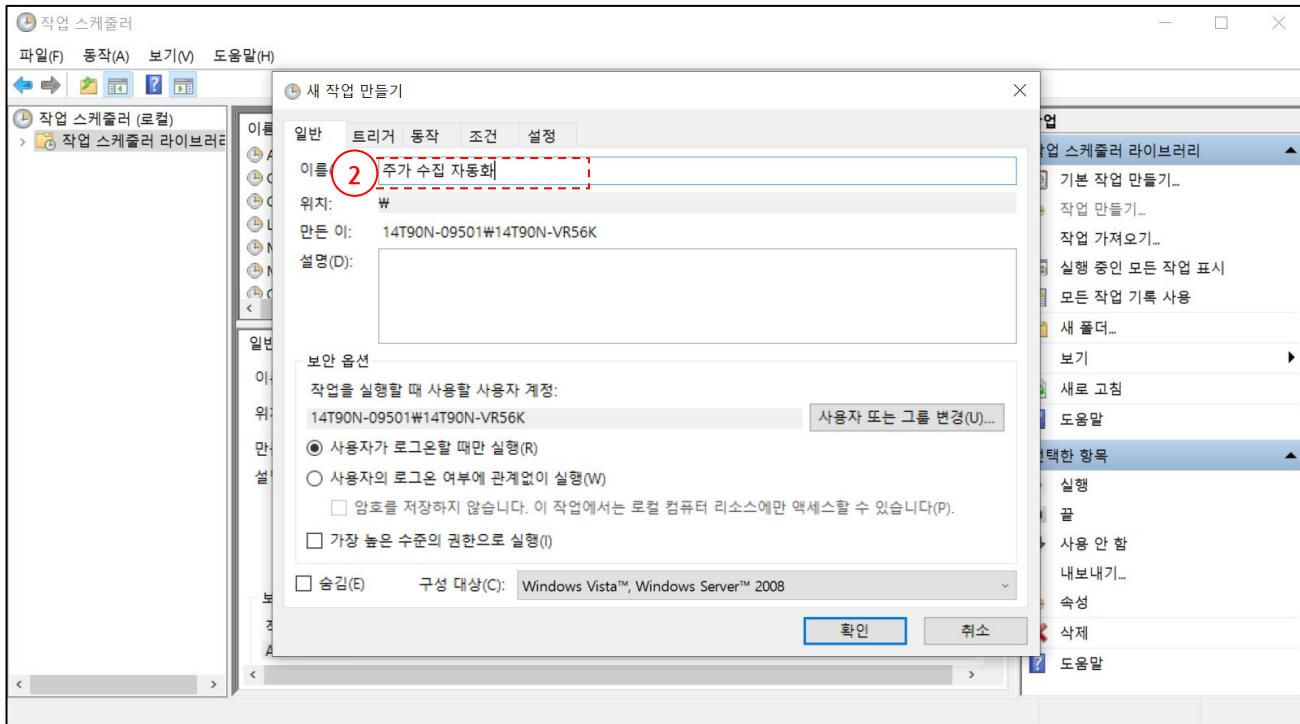 작업 스케줄러
파일(F) 동작(A) 보기(V) 도움말(H)
새 작업 만들기
작업 스케줄러 (로컬)
작업 스케줄러 라이브러리
일반 트리거 동작 조건 설정
2 주가 수집 자동화
위치: ₩
만든 이: 14T90N-09501₩14T90N-VR56K
설명(D):
보안 옵션
작업을 실행할 때 사용할 사용자 계정:
14T90N-09501₩14T90N-VR56K 사용자 또는 그룹 변경(U)...
사용자가 로그온할 때만 실행(R)
사용자의 로그온 여부에 관계없이 실행(W)
암호를 저장하지 않습니다. 이 작업에서는 로컬 컴퓨터 리소스에만 액세스할 수 있습니다(P).
가장 높은 수준의 권한으로 실행(I)
숨김(E) 구성 대상(C): Windows Vista™, Windows Server™ 2008
확인 취소
스케줄러 라이브러리
기본 작업 만들기...
작업 만들기...
작업 가져오기...
실행 중인 모든 작업 표시
모든 작업 기록 사용
새 폴더...
보기
새로 고침
도움말
항목
실행
끝
사용 안 함
내보내기...
속성
삭제
도움말